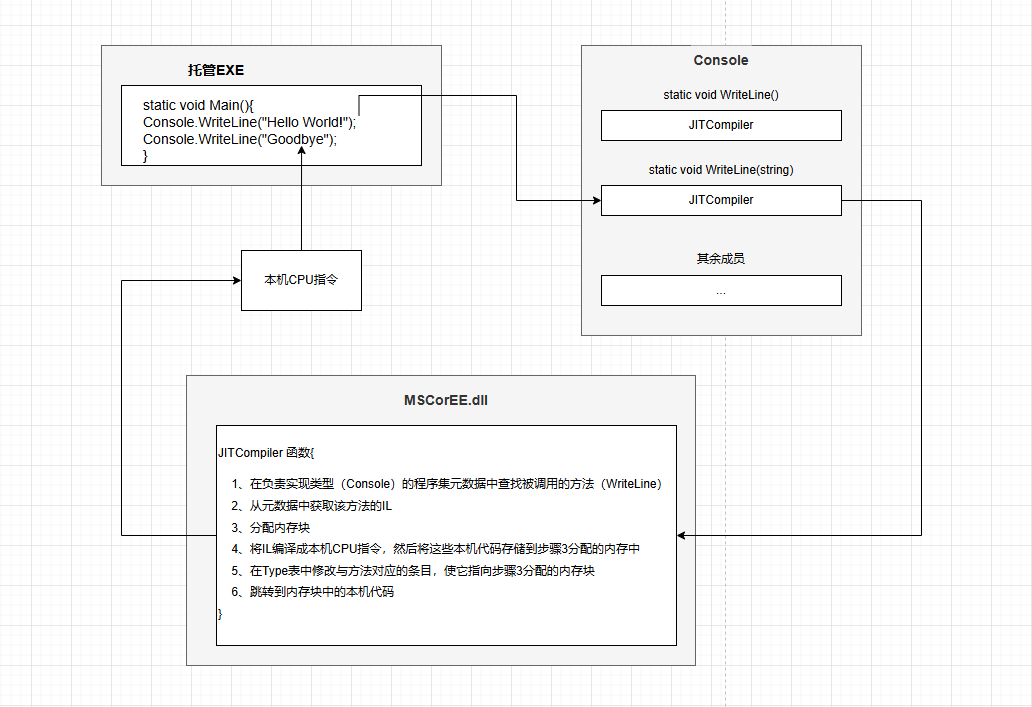 托管EXE
static void Main(){
Console.WriteLine("Hello World!");
Console.WriteLine("Goodbye");
}
Console
static void WriteLine()
JITCompiler
static void WriteLine(string)
JITCompiler
其余成员
...
本机CPU指令
MSCorEE.dll
JITCompiler 函数{
1、在负责实现类型（Console）的程序集元数据中查找被调用的方法（WriteLine）
2、从元数据中获取该方法的IL
3、分配内存块
4、将IL编译成本机CPU指令，然后将这些本机代码存储到步骤3分配的内存中
5、在Type表中修改与方法对应的条目，使它指向步骤3分配的内存块
6、跳转到内存块中的本机代码
}